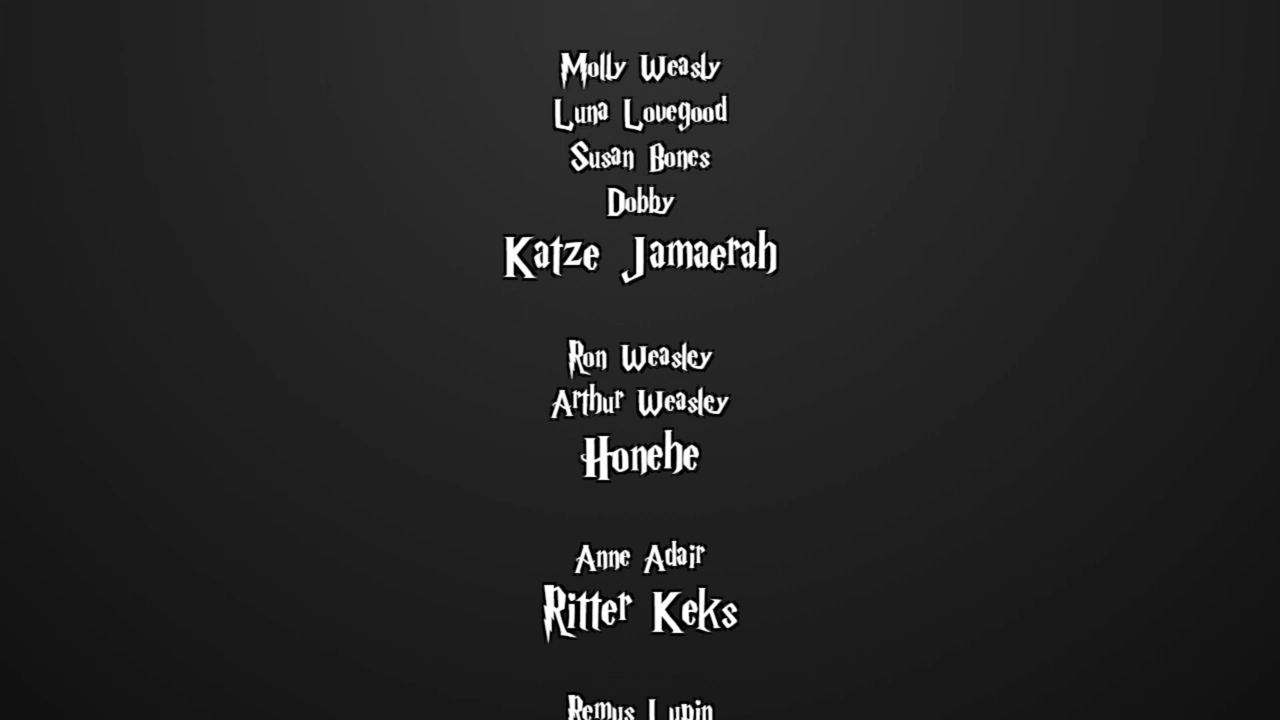 Molly Weasly
Luna Lovegood
Susan Bones
Dobby
Katze Jamaerah
Ron Weasley
Arthur Weasley
Honehe
Anne Adair
Ritter Keks
Remus Lupin